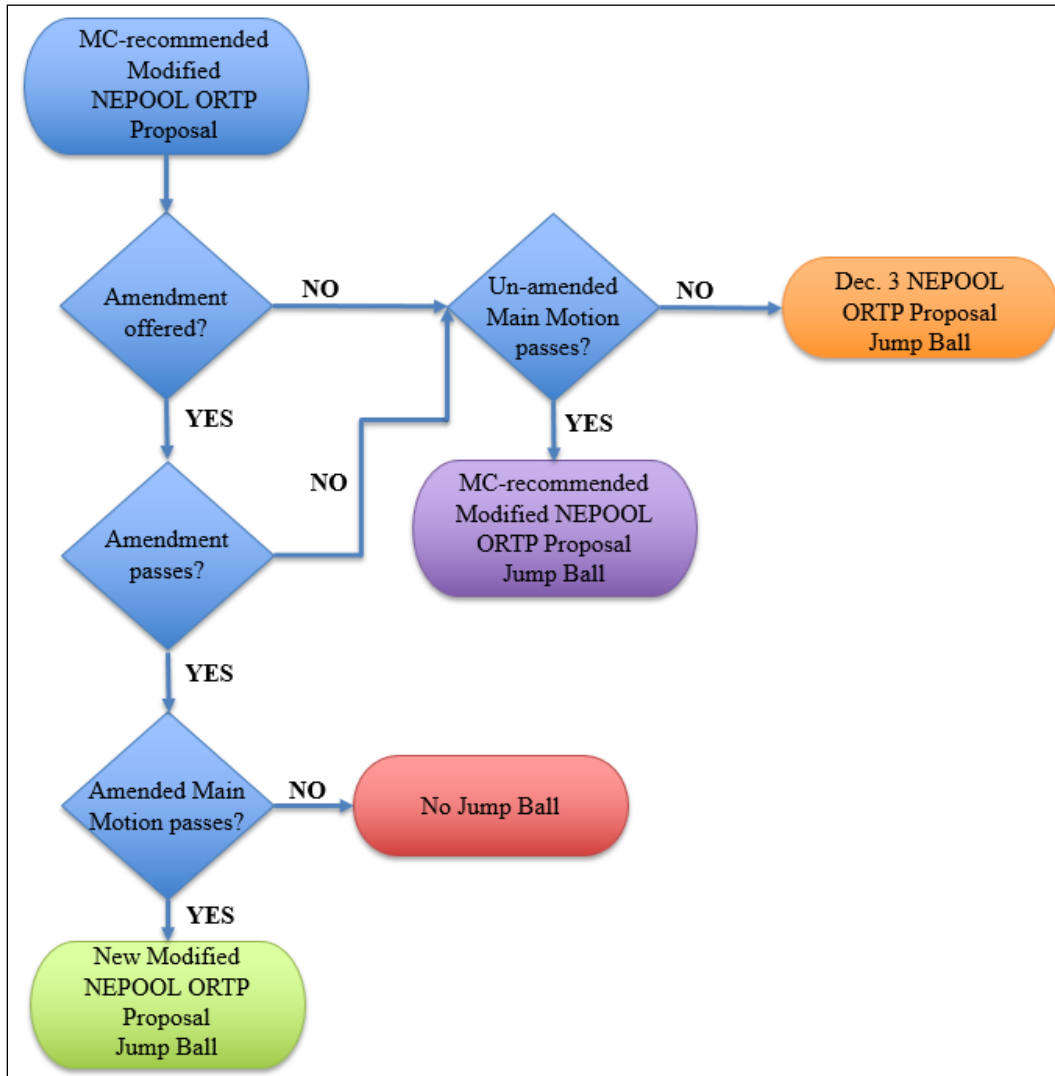 MC-recommended
Modified
NEPOOL ORTP
Proposal
Amendment
offered?
NO
Un-amended
Main Motion
passes?
NO
Dec. 3 NEPOOL
ORTP Proposal
Jump Ball
YES
YES
MC-recommended
Modified NEPOOL
ORTP Proposal
Jump Ball
NO
Amendment
passes?
YES
Amended Main
Motion passes?
NO
No Jump Ball
YES
New Modified
NEPOOL ORTP
Proposal
Jump Ball